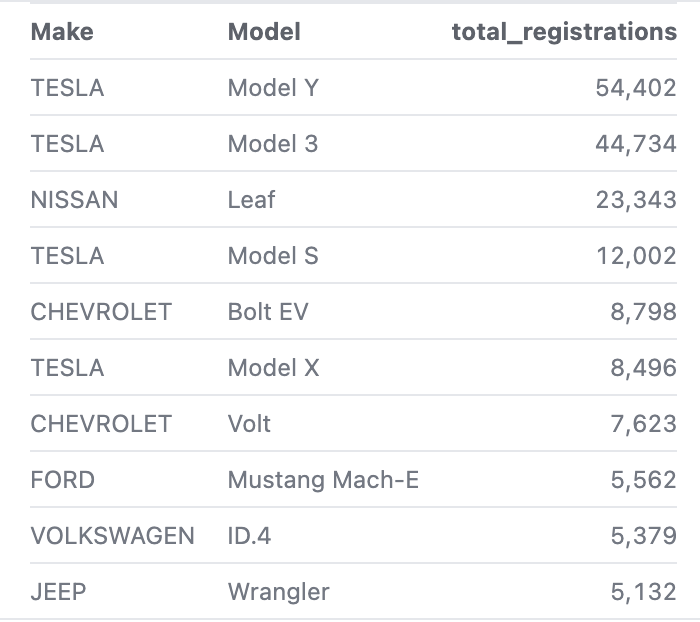 Make Model total_registrations
TESLA Model Y 54,402
TESLA Model 3 44,734
NISSAN Leaf 23,343
TESLA Model S 12,002
CHEVROLET Bolt EV 8,798
TESLA Model X 8,496
CHEVROLET Volt 7,623
FORD Mustang Mach-E 5,562
VOLKSWAGEN ID.4 5,379
JEEP Wrangler 5,132